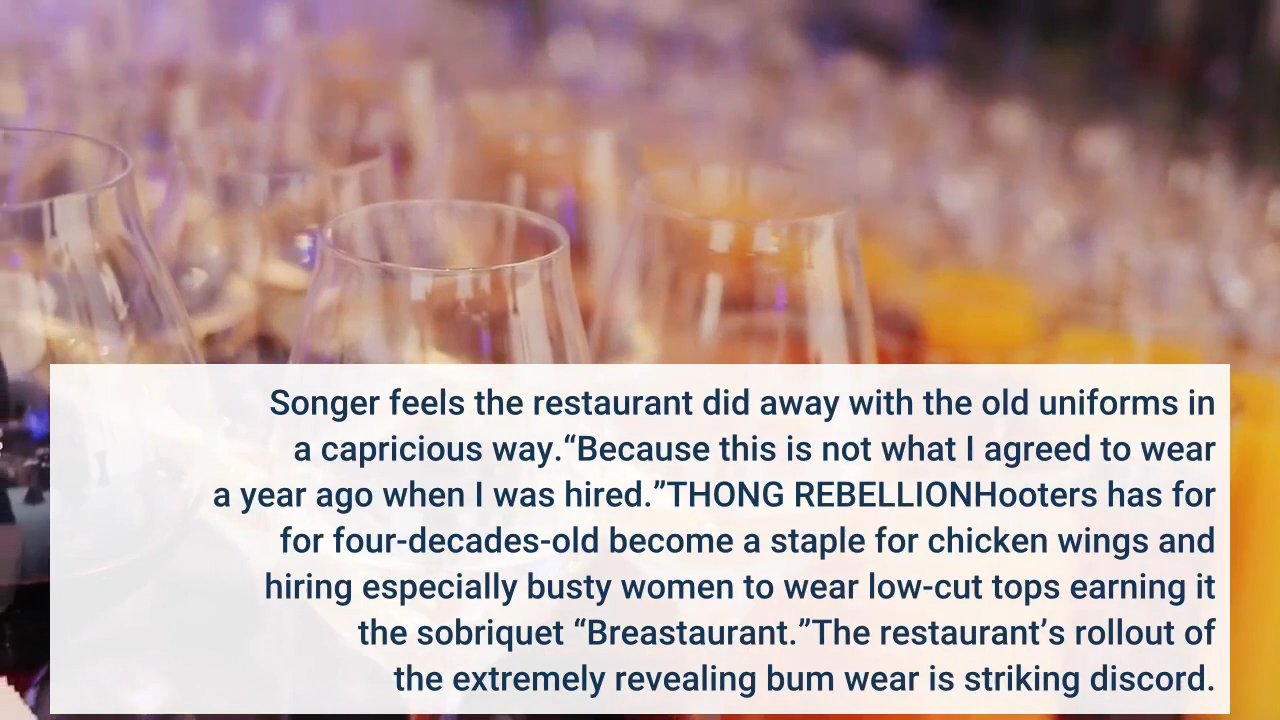 Songer feels the restaurant did away with the old uniforms in
a capricious way.“Because this is not what I agreed to wear
a year ago when I was hired.”THONG REBELLIONHooters has for
for four-decades-old become a staple for chicken wings and
hiring especially busty women to wear low-cut tops earning it
the sobriquet “Breastaurant.”The restaurant’s rollout of
the extremely revealing bum wear is striking discord.